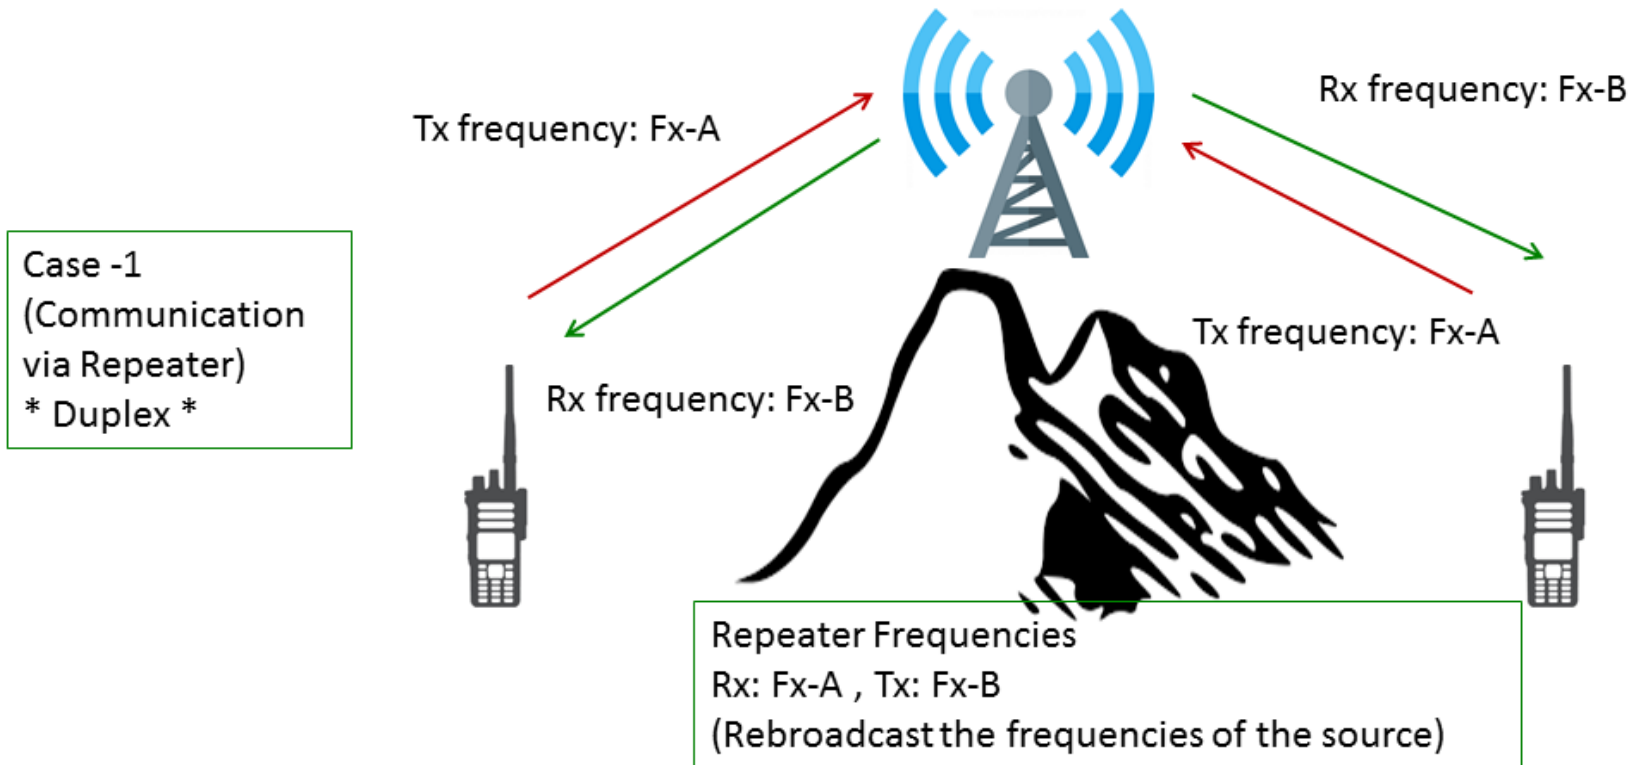 Tx frequency: Fx-A
Rx frequency: Fx-B
Case -1
(Communication
via Repeater)
* Duplex *
Rx frequency: Fx-B
Tx frequency: Fx-A
Repeater Frequencies
Rx: Fx-A , Tx: Fx-B
(Rebroadcast the frequencies of the source)